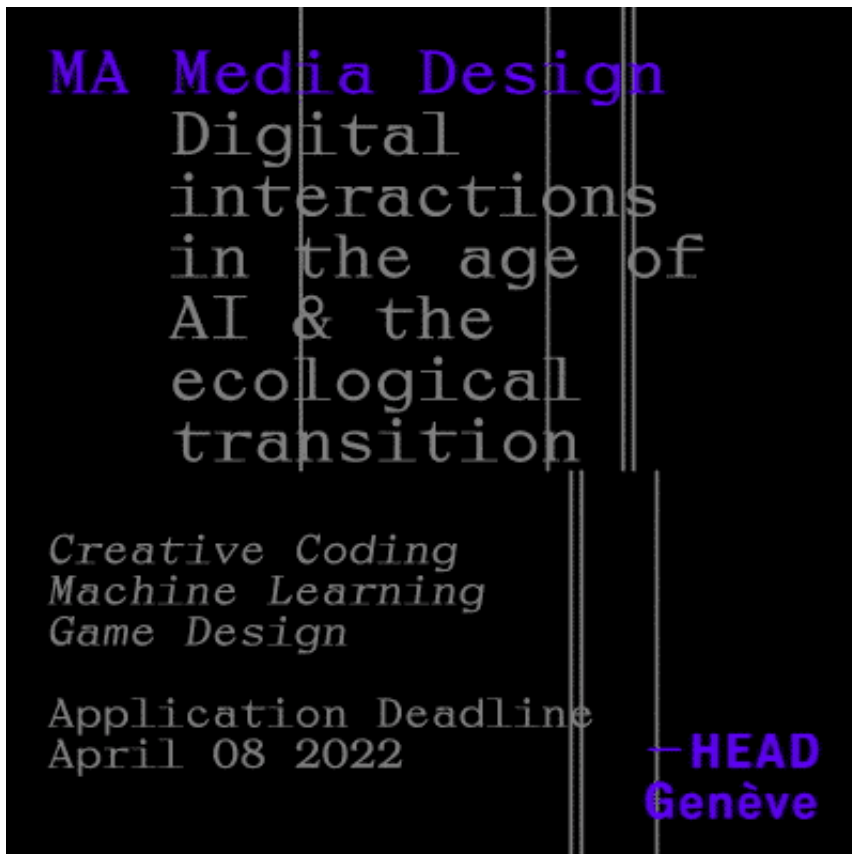 MA Media Design
Digital
interactions
in the age of
AI & the
ecological
transition
Creative Coding
Machine Learning
Game Design
Application Deadline
April 08 2022
—HEAD
Genève